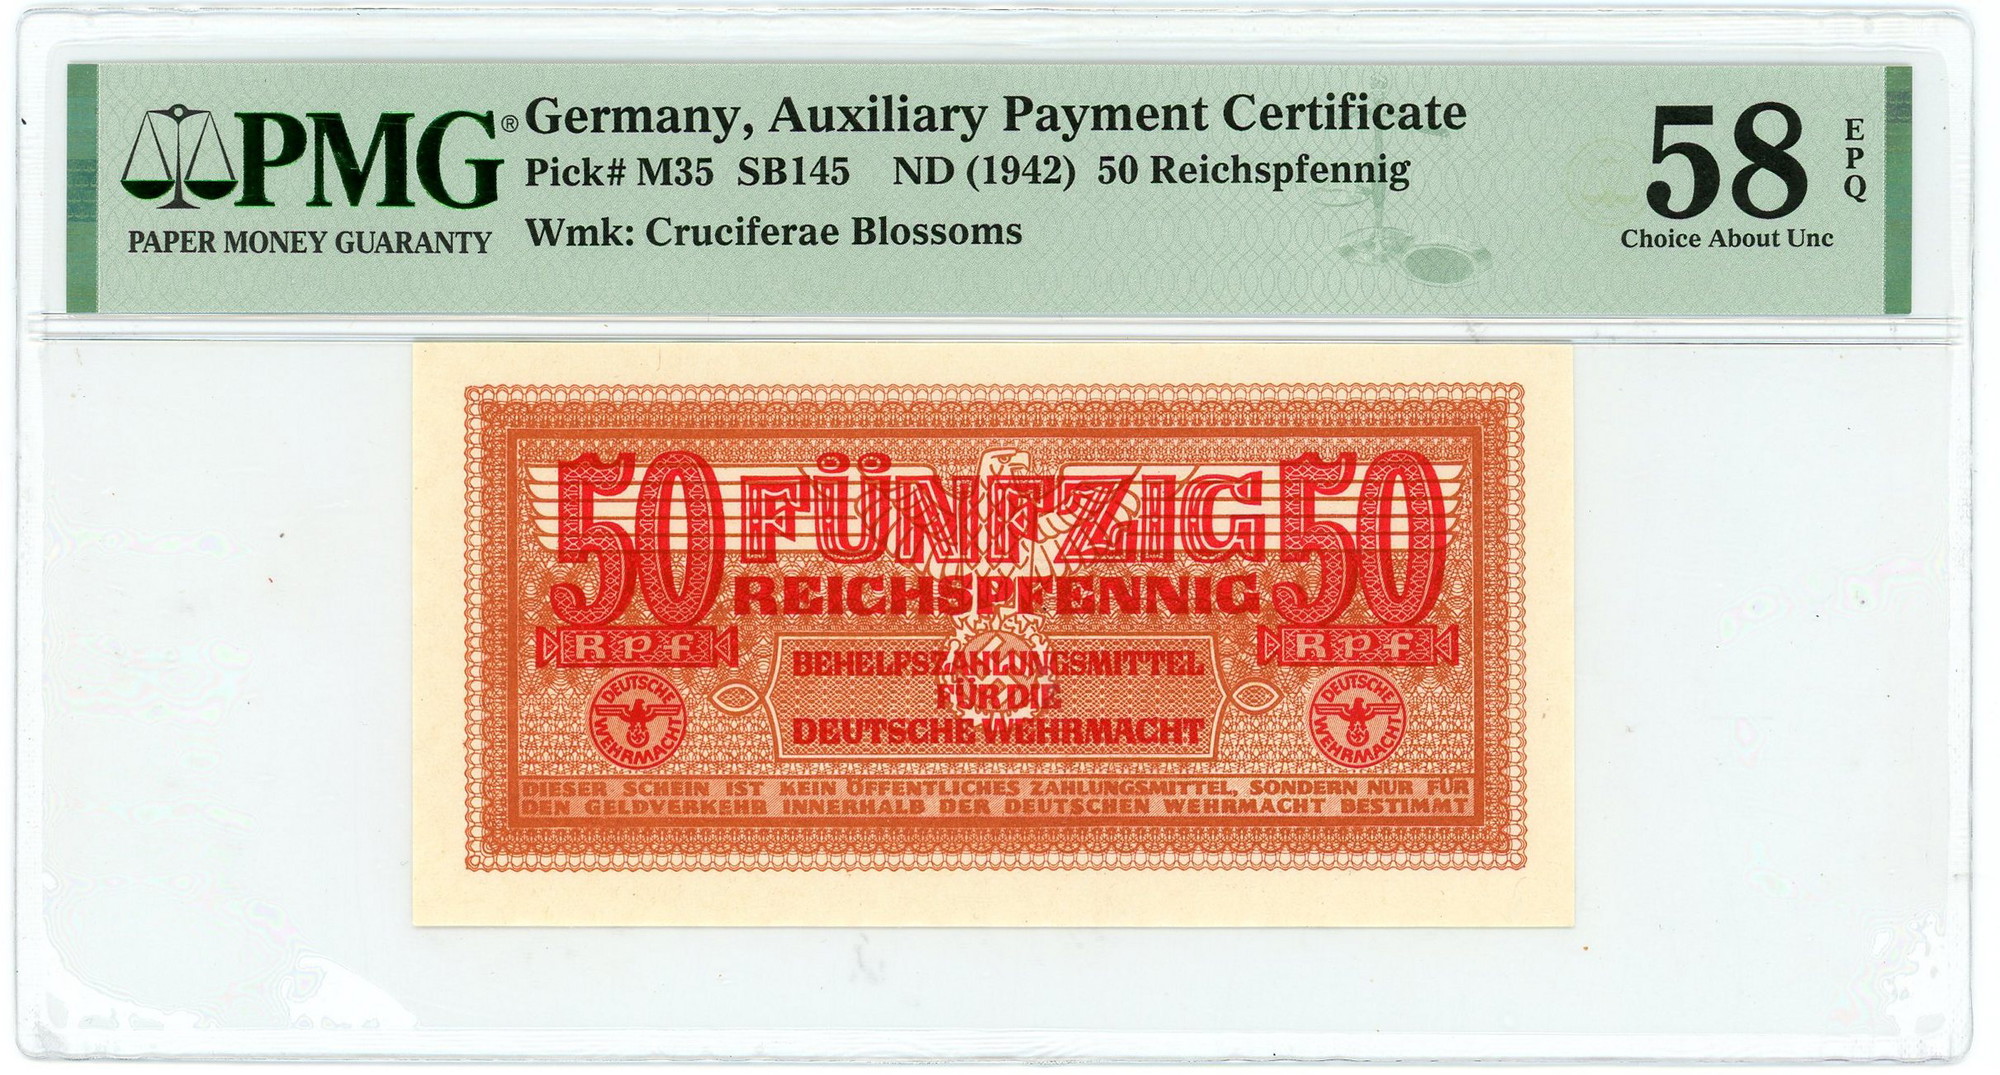 PMG®
PAPER MONEY GUARANTY
Germany, Auxiliary Payment Certificate
Pick# M35 SB145 ND (1942) 50 Reichspfennig
Wmk: Cruciferae Blossoms
58
EPQ
Choice About Unc
50 FÜNFZIG 50
REICHSPFENNIG
Rpf Rpf
BEHELFSZAHLUNGSMITTEL
FÜR DIE
DEUTSCHE WEHRMACHT
DEUTSCHE WEHRMACHT
DEUTSCHE WEHRMACHT
DIESER SCHEIN IST KEIN ÖFFENTLICHES ZAHLUNGSMITTEL, SONDERN NUR FÜR
DEN GELDVERKEHR INNERHALB DER DEUTSCHEN WEHRMACHT BESTIMMT